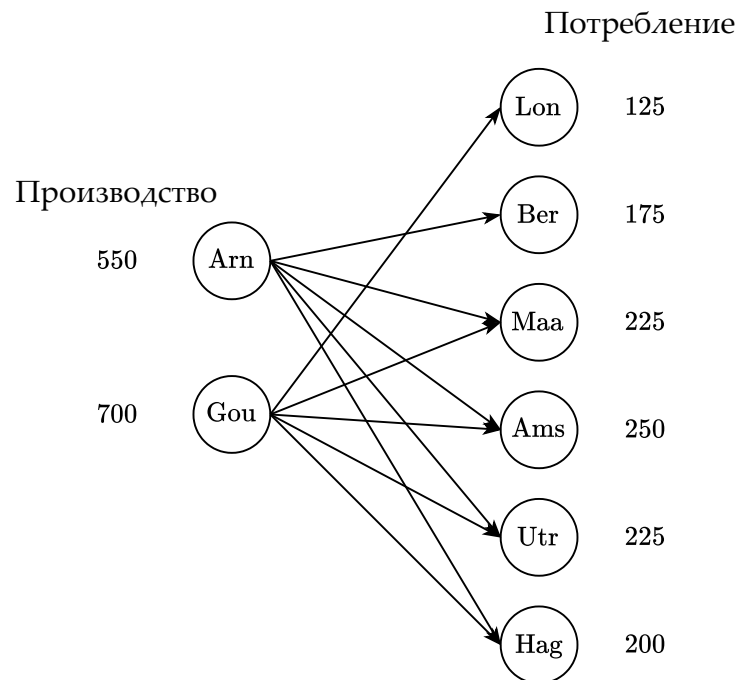 Потребление
Lon 125
Ber 175
Производство
550 Arn
Maa 225
700 Gou
Ams 250
Utr 225
Hag 200